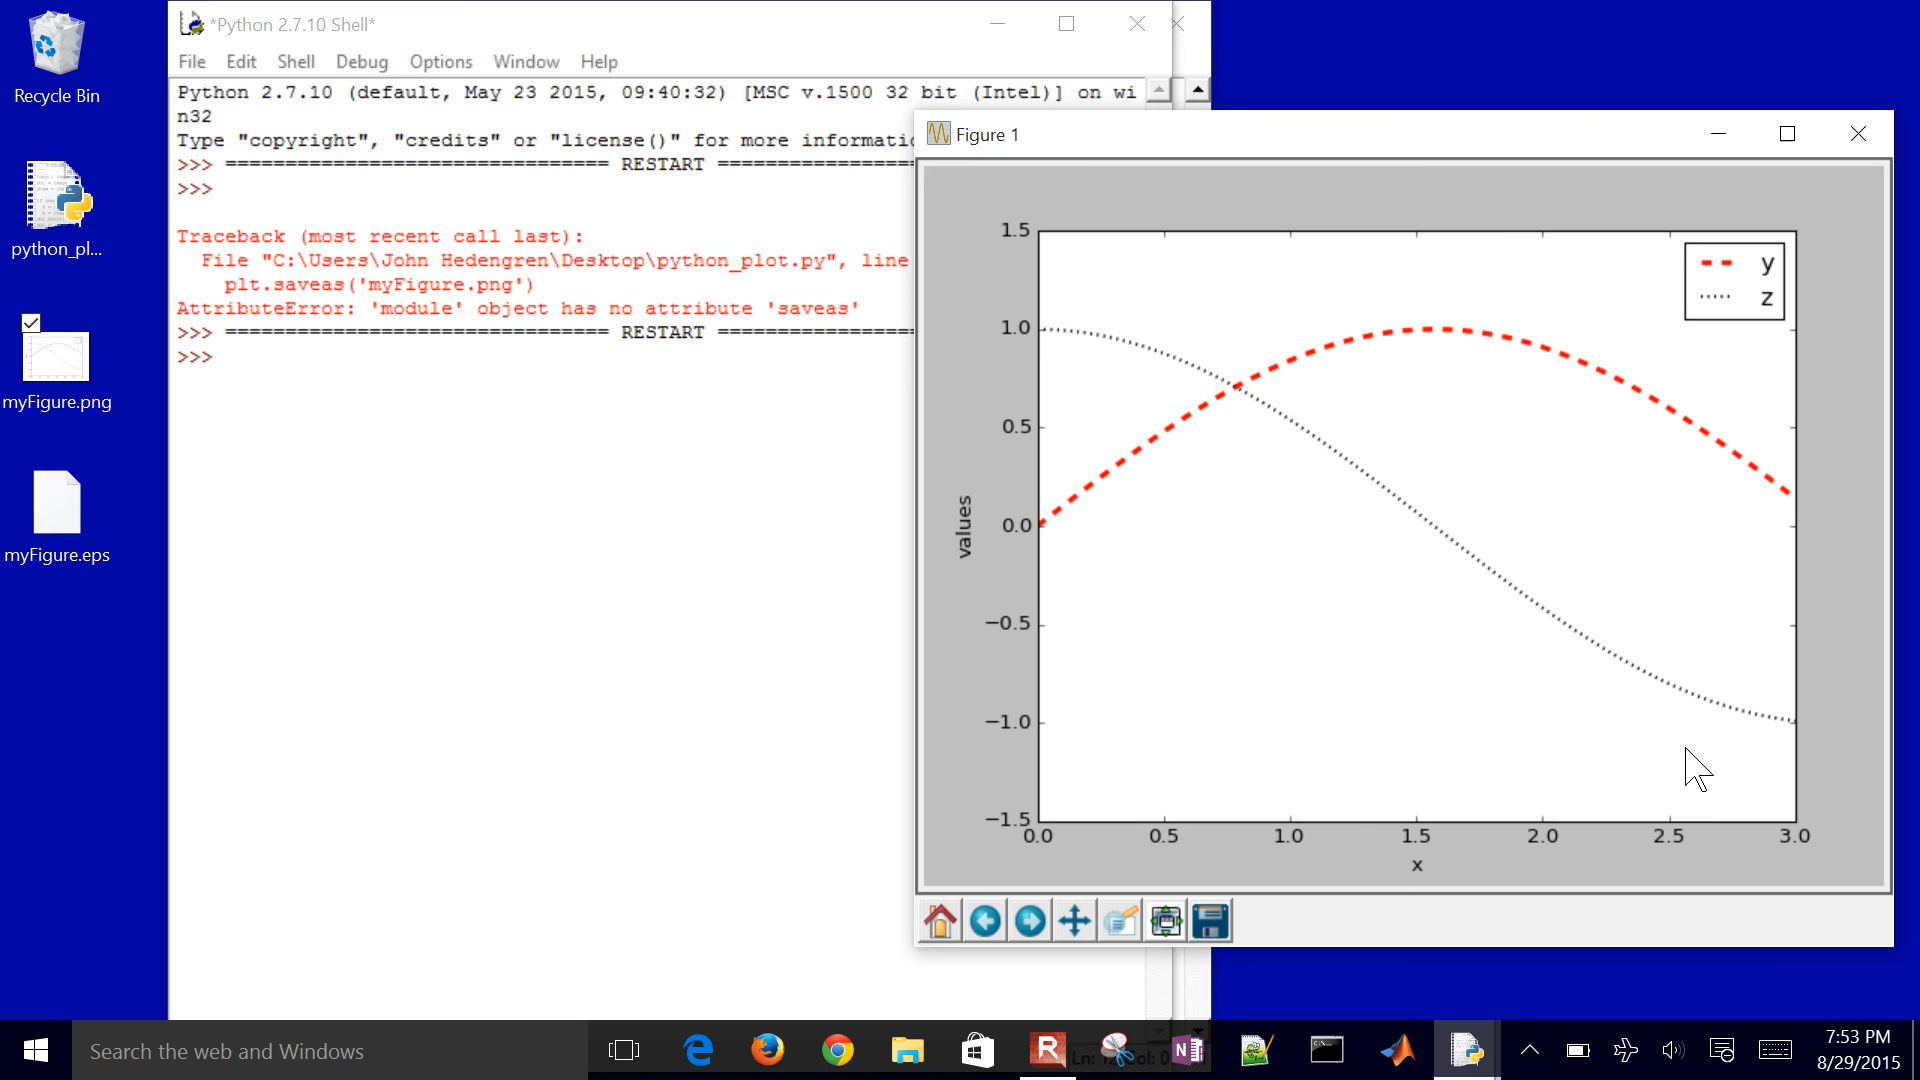 Recycle Bin
python_pl...
myFigure.png
myFigure.eps
*Python 2.7.10 Shell*
File Edit Shell Debug Options Window Help
Python 2.7.10 (default, May 23 2015, 09:40:32) [MSC v.1500 32 bit (Intel)] on wi
n32
Type "copyright", "credits" or "license()" for more
>>> ================================ RESTART =================
>>>
Traceback (most recent call last):
File "C:\Users\John Hedengren\Desktop\python_plot.py", line
plt.saveas('myFigure.png')
AttributeError: 'module' object has no attribute 'saveas'
>>> ================================ RESTART =================
>>>
Figure 1
1.5
1.0
0.5
0.0
−0.5
−1.0
−1.5
values
y
z
0.0 0.5 1.0 1.5 2.0 2.5 3.0
x
Search the web and Windows
7:53 PM
8/29/2015